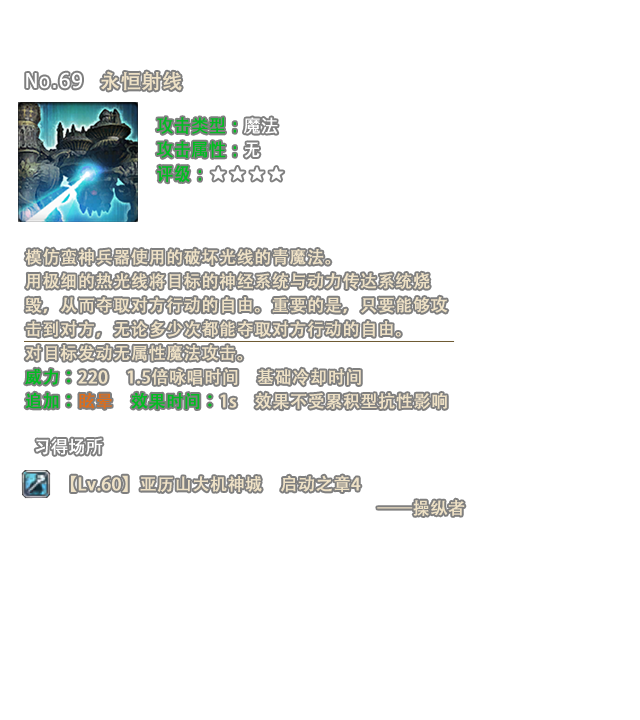 No.69 永恒射线
攻击类型：魔法
攻击属性：无
评级：☆☆☆☆
模仿蛮神兵器使用的破坏光线的青魔法。
用极细的热光线将目标的神经系统与动力传达系统烧
毁，从而夺取对方行动的自由。重要的是，只要能够攻
击到对方，无论多少次都能夺取对方行动的自由。
对目标发动无属性魔法攻击。
威力：220 1.5倍咏唱时间 基础冷却时间
追加：眩晕 效果时间：1s 效果不受累积型抗性影响
习得场所
【Lv.60】亚历山大机神城 启动之章4
——操纵者